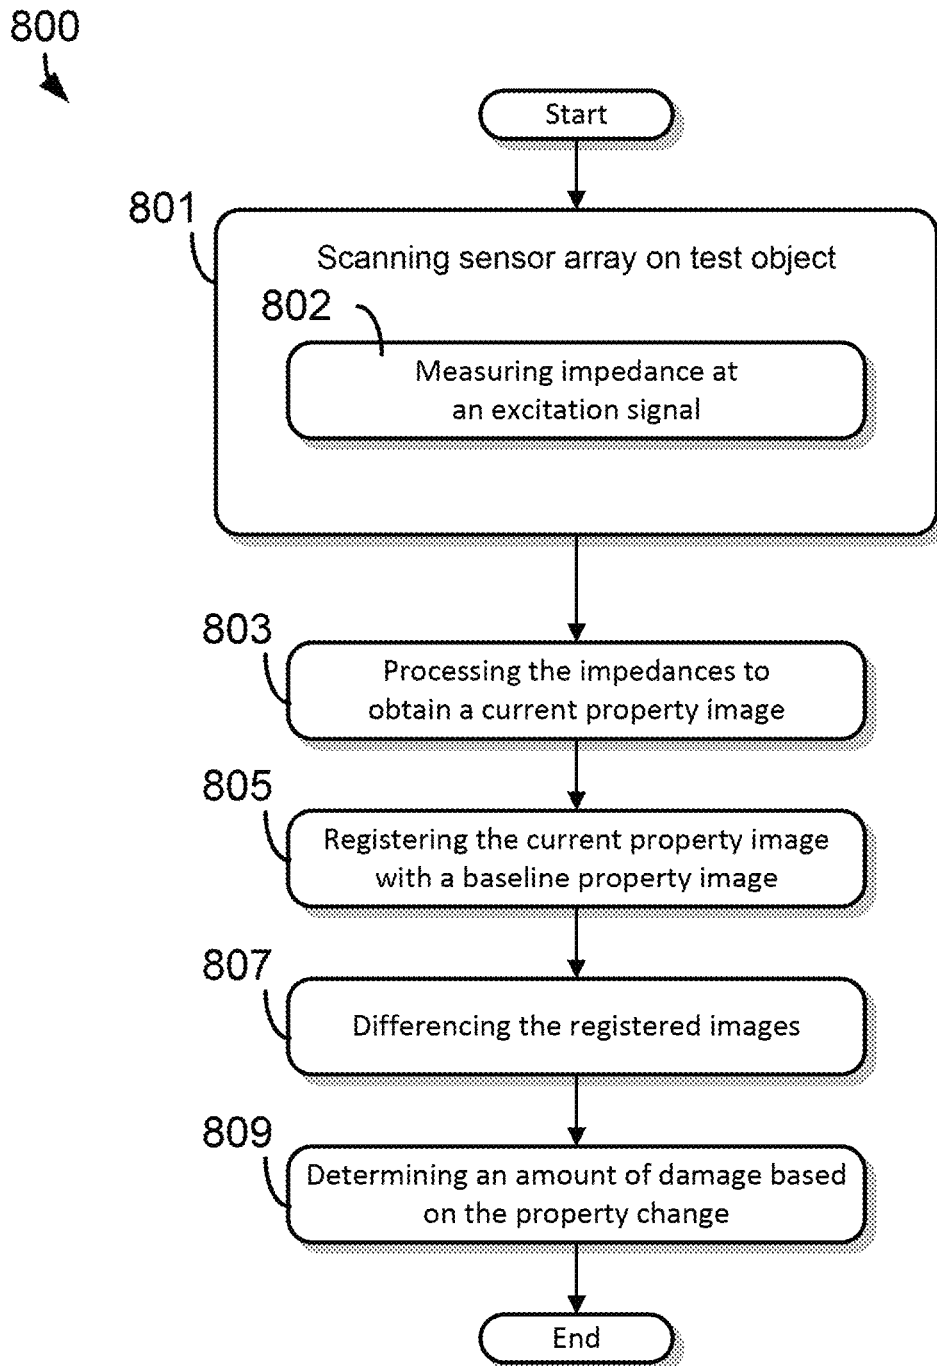 800
Start
801
Scanning sensor array on test object
802
Measuring impedance at
an excitation signal
803
Processing the impedances to
obtain a current property image
805
Registering the current property image
with a baseline property image
807
Differencing the registered images
809
Determining an amount of damage based
on the property change
End